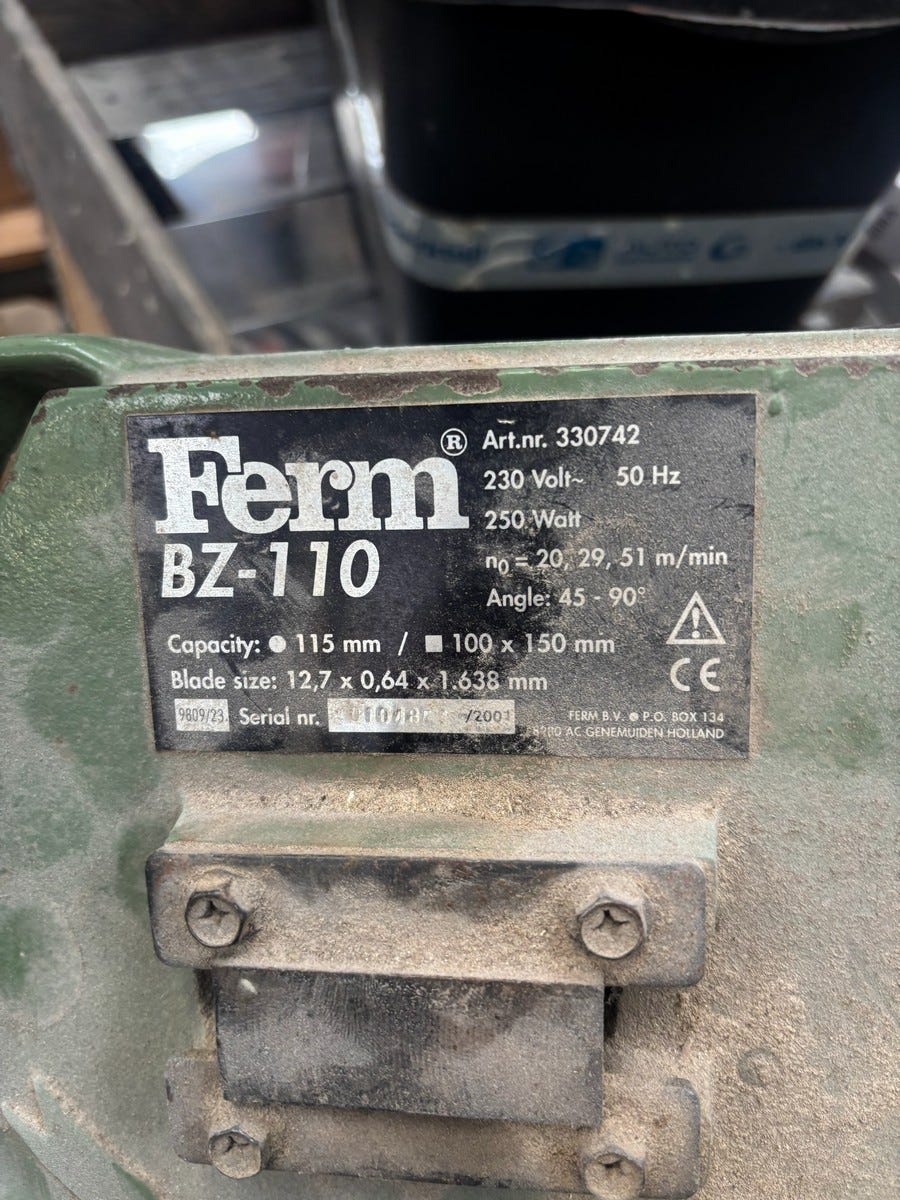 Ferm®
BZ-110
Art.nr. 330742
230 Volt~ 50 Hz
250 Watt
n0 = 20, 29, 51 m/min
Angle: 45 - 90°
Capacity: ● 115 mm / ■ 100 x 150 mm
Blade size: 12,7 x 0,64 x 1.638 mm
CE
9809/23 Serial nr. /2001
FERM B.V. ● P.O. BOX 134
8280 AC GENEMUIDEN HOLLAND